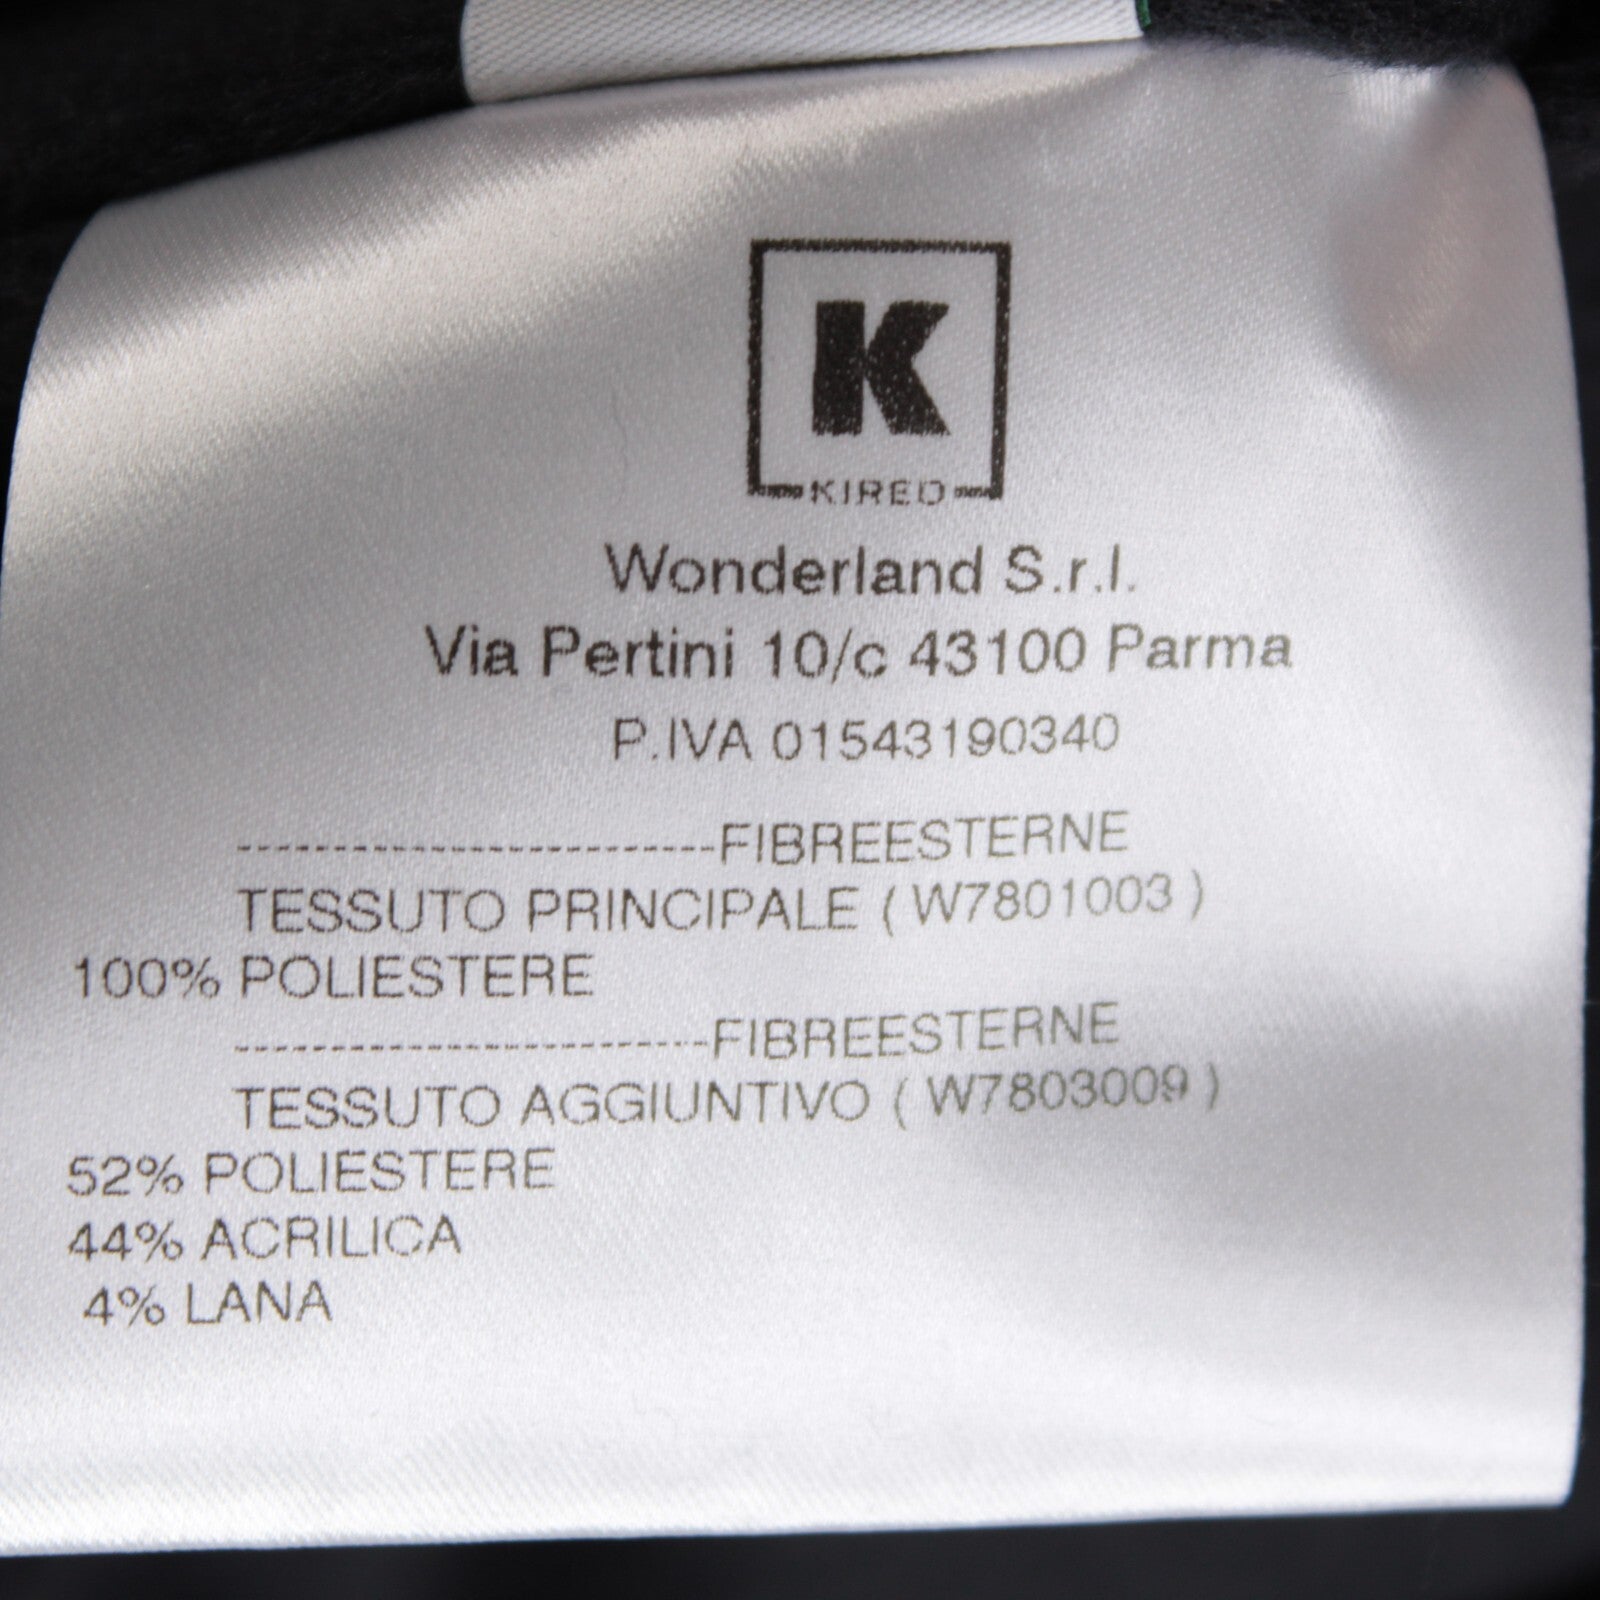 K
KIRED
Wonderland S.r.l.
Via Pertini 10/c 43100 Parma
P.IVA 01543190340
-------------------------FIBREESTERNE
TESSUTO PRINCIPALE ( W7801003 )
100% POLIESTERE
-------------------------FIBREESTERNE
TESSUTO AGGIUNTIVO ( W7803009 )
52% POLIESTERE
44% ACRILICA
4% LANA